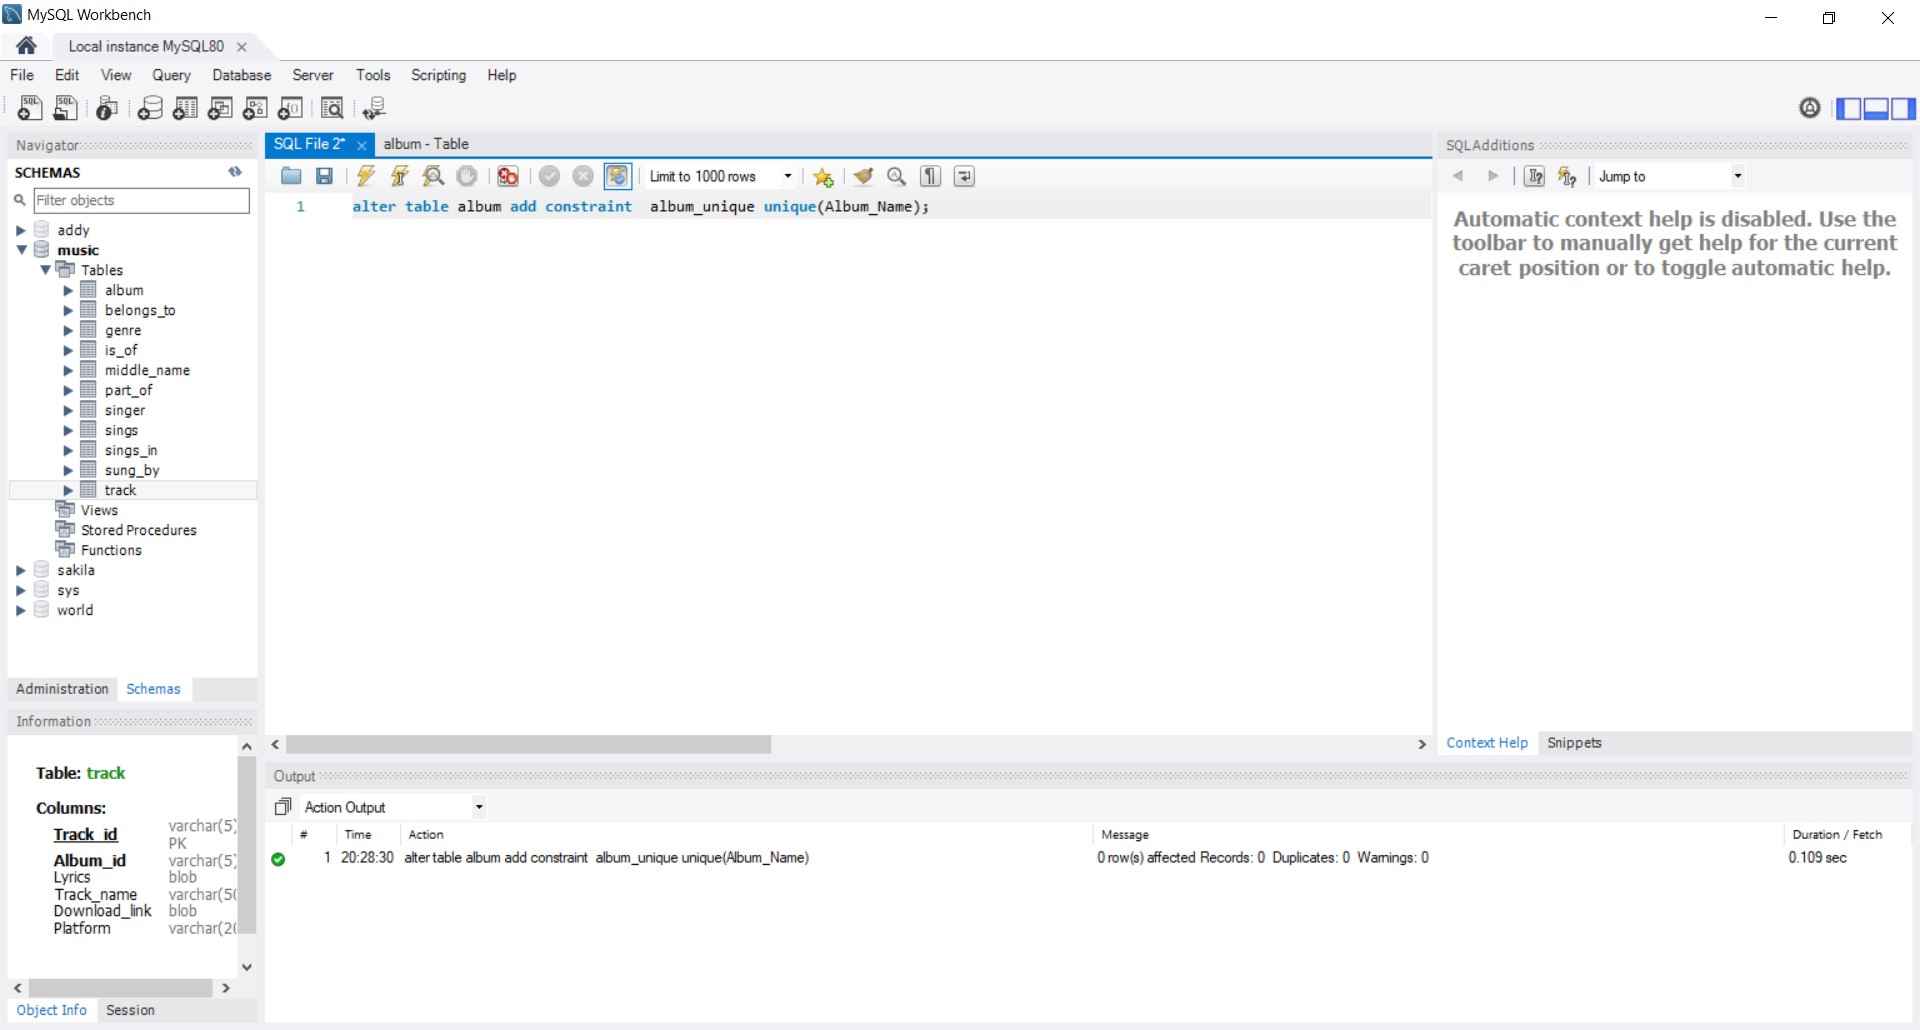 MySQL Workbench
Local instance MySQL80
File Edit View Query Database Server Tools Scripting Help
Navigator
SCHEMAS
Filter objects
addy
music
Tables
album
belongs_to
genre
is_of
middle_name
part_of
singer
sings
sings_in
sung_by
track
Views
Stored Procedures
Functions
sakila
sys
world
Administration Schemas
Information
Table: track
Columns:
Track_id varchar(5)
PK
Album_id varchar(5)
Lyrics blob
Track_name varchar(5
Download_link blob
Platform varchar(2
Object Info Session
SQL File 2* album - Table
Limit to 1000 rows
1 alter table album add constraint  album_unique unique(Album_Name);
SQLAdditions
Jump to
Automatic context help is disabled. Use the
toolbar to manually get help for the current
caret position or to toggle automatic help.
Context Help Snippets
Output
Action Output
# Time Action Message Duration / Fetch
1 20:28:30 alter table album add constraint  album_unique unique(Album_Name) 0 row(s) affected Records: 0  Duplicates: 0  Warnings: 0 0.109 sec